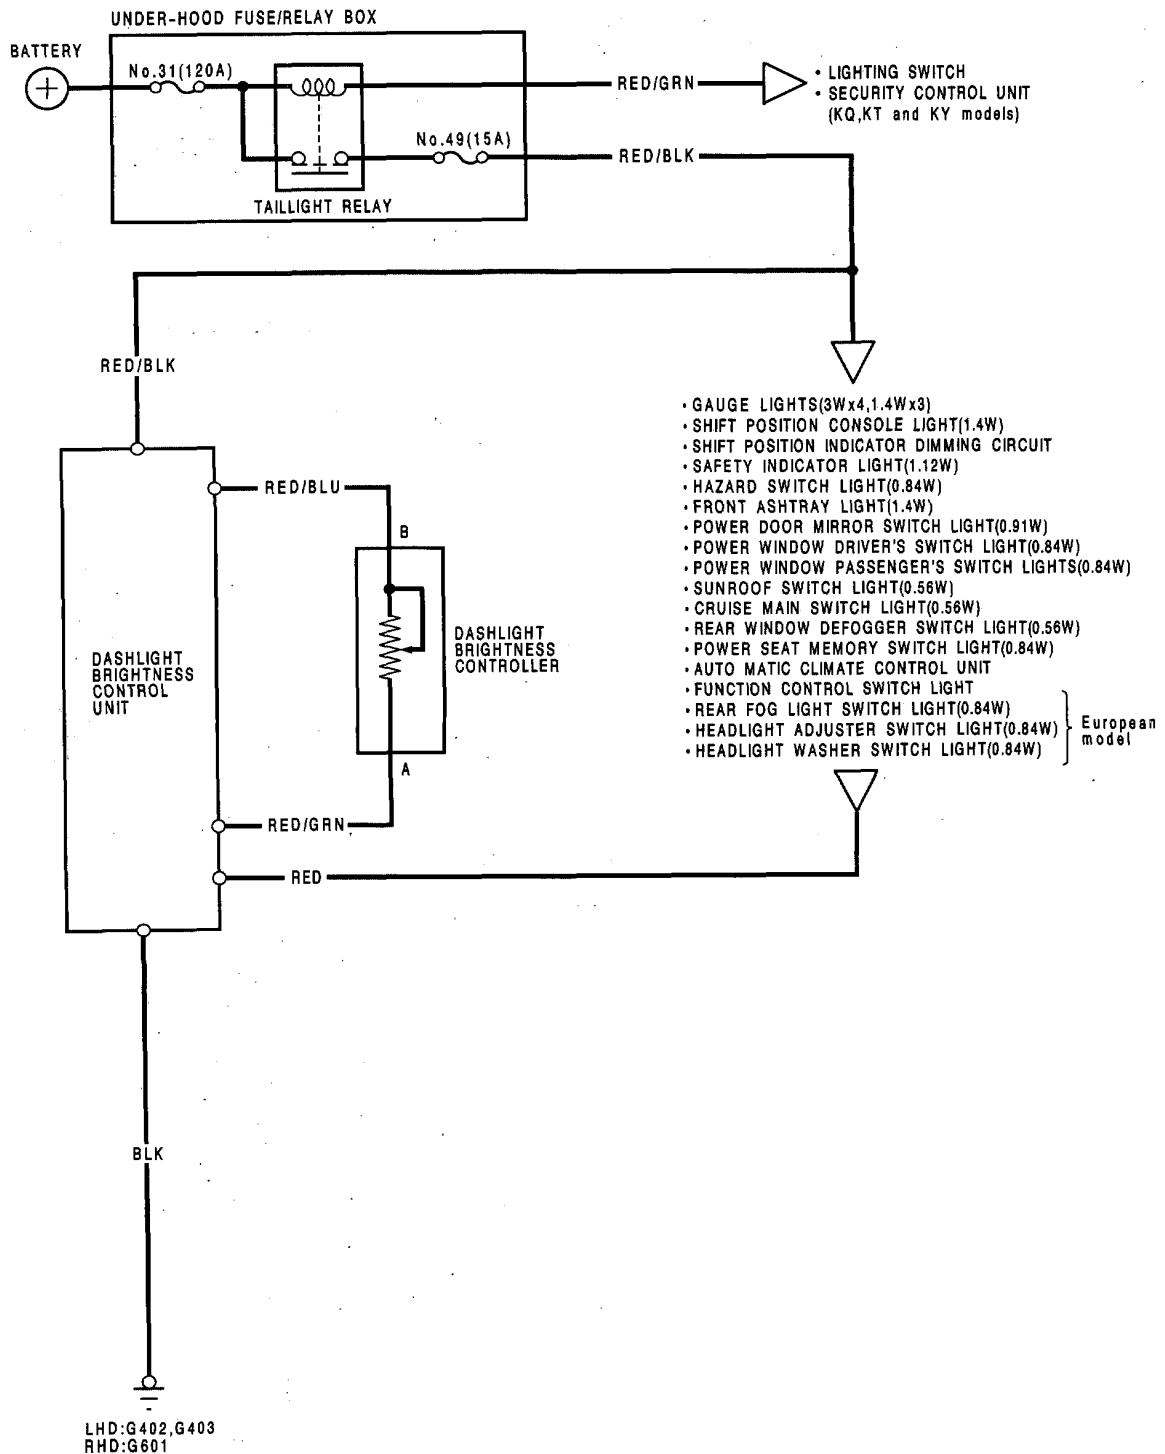 UNDER-HOOD FUSE/RELAY BOX
BATTERY
No.31(120A)
RED/GRN
• LIGHTING SWITCH
• SECURITY CONTROL UNIT
(KQ,KT and KY models)
No.49(15A)
RED/BLK
TAILLIGHT RELAY
RED/BLK
• GAUGE LIGHTS(3Wx4,1.4Wx3)
• SHIFT POSITION CONSOLE LIGHT(1.4W)
• SHIFT POSITION INDICATOR DIMMING CIRCUIT
• SAFETY INDICATOR LIGHT(1.12W)
• HAZARD SWITCH LIGHT(0.84W)
• FRONT ASHTRAY LIGHT(1.4W)
• POWER DOOR MIRROR SWITCH LIGHT(0.91W)
• POWER WINDOW DRIVER'S SWITCH LIGHT(0.84W)
• POWER WINDOW PASSENGER'S SWITCH LIGHTS(0.84W)
• SUNROOF SWITCH LIGHT(0.56W)
• CRUISE MAIN SWITCH LIGHT(0.56W)
• REAR WINDOW DEFOGGER SWITCH LIGHT(0.56W)
• POWER SEAT MEMORY SWITCH LIGHT(0.84W)
• AUTO MATIC CLIMATE CONTROL UNIT
• FUNCTION CONTROL SWITCH LIGHT
• REAR FOG LIGHT SWITCH LIGHT(0.84W)
• HEADLIGHT ADJUSTER SWITCH LIGHT(0.84W)
• HEADLIGHT WASHER SWITCH LIGHT(0.84W)
European
model
RED/BLU
B
DASHLIGHT
BRIGHTNESS
CONTROLLER
DASHLIGHT
BRIGHTNESS
CONTROL
UNIT
A
RED/GRN
RED
BLK
LHD:G402,G403
RHD:G601